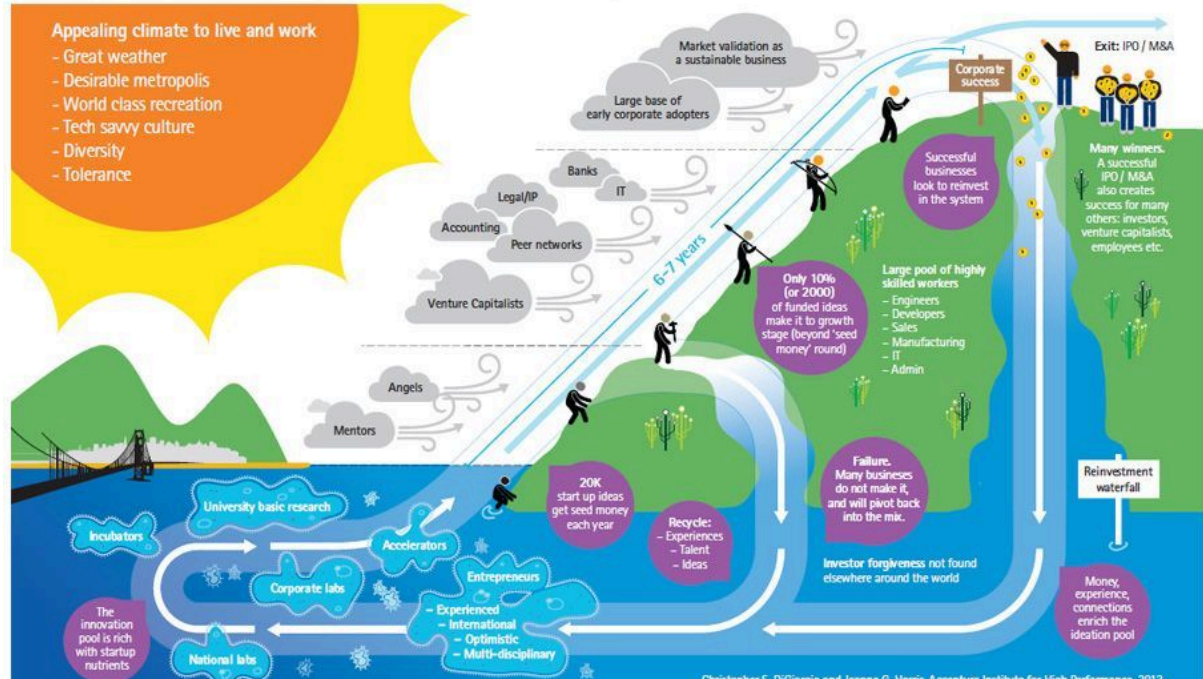 Appealing climate to live and work
- Great weather
- Desirable metropolis
- World class recreation
- Tech savvy culture
- Diversity
- Tolerance
Market validation as
a sustainable business
Large base of
early corporate adopters
Banks
IT
Legal/IP
Accounting
Peer networks
Venture Capitalists
Angels
Mentors
6-7 years
Exit: IPO / M&A
Corporate
success
Many winners.
A successful
IPO / M&A
also creates
success for many
others: investors,
venture capitalists,
employees etc.
Successful
businesses
look to reinvest
in the system
Only 10%
(or 2000)
of funded ideas
make it to growth
stage (beyond 'seed
money' round)
Large pool of highly
skilled workers
– Engineers
– Developers
– Sales
– Manufacturing
– IT
– Admin
20K
start up ideas
get seed money
each year
Recycle:
– Experiences
– Talent
– Ideas
Failure.
Many busineses
do not make it,
and will pivot back
into the mix.
Investor forgiveness not found
elsewhere around the world
Reinvestment
waterfall
Money,
experience,
connections
enrich the
ideation pool
University basic research
Incubators
Accelerators
Corporate labs
Entrepreneurs
– Experienced
– International
– Optimistic
– Multi-disciplinary
National labs
The
innovation
pool is rich
with startup
nutrients